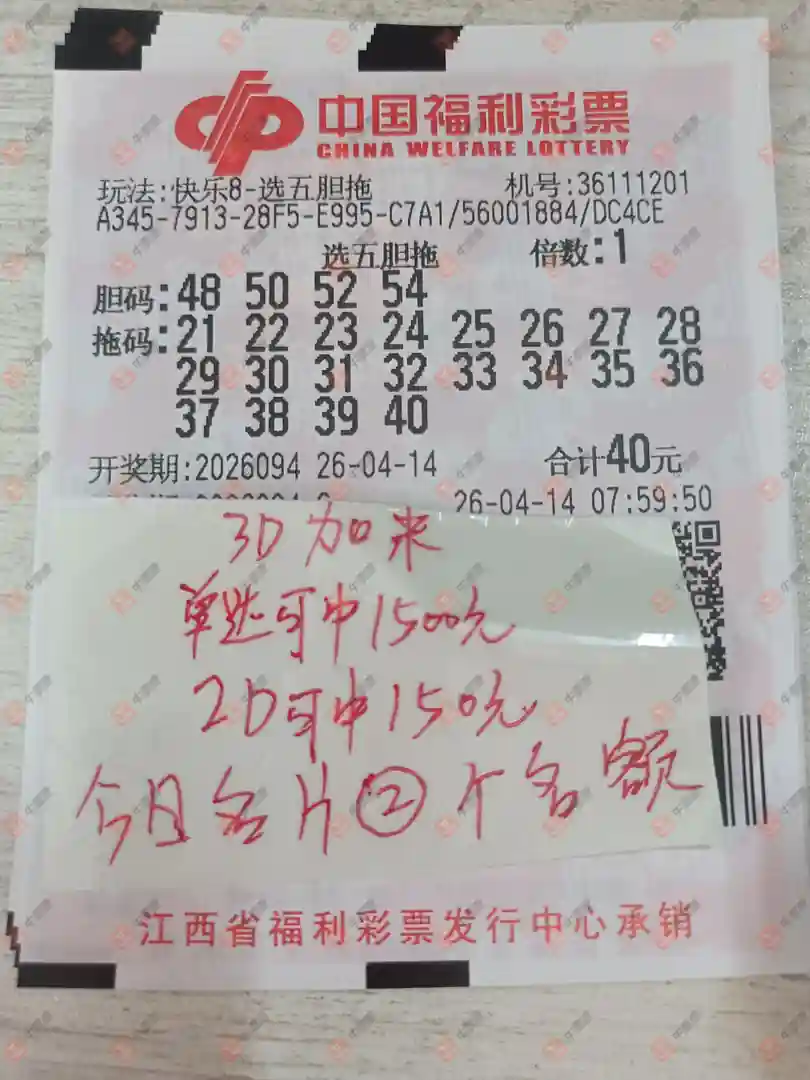 中国福利彩票
CHINA WELFARE LOTTERY
玩法:快乐8-选五胆拖 机号:36111201
A345-7913-28F5-E995-C7A1/56001884/DC4CE
选五胆拖 倍数:1
胆码:48 50 52 54
拖码:21 22 23 24 25 26 27 28
29 30 31 32 33 34 35 36
37 38 39 40
开奖期:2026094 26-04-14 合计40元
26-04-14 07:59:50
3D加来
单选可中1500元
2D可中150元
今日名片②个名额
江西省福利彩票发行中心承销